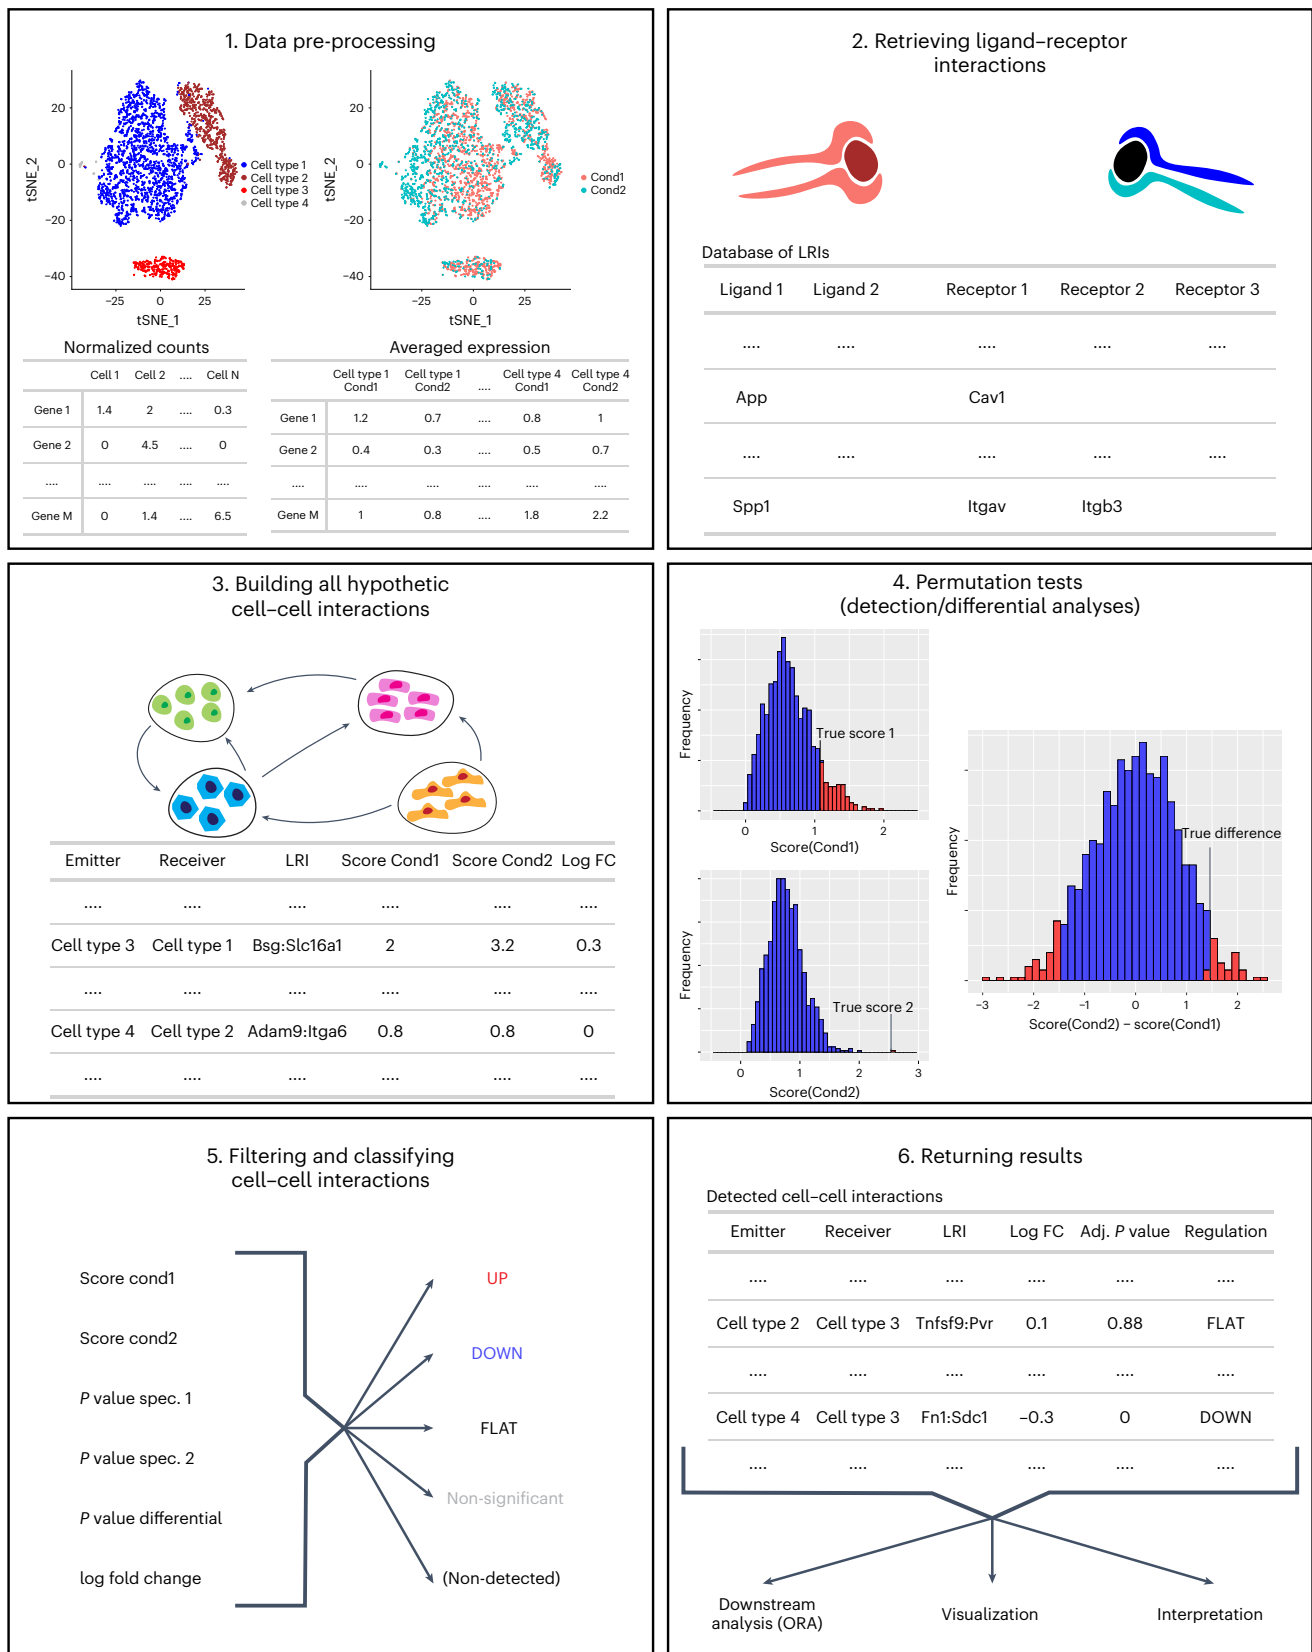 1. Data pre-processing
tSNE_2
20
0
−20
−40
−25 0 25
tSNE_1
Cell type 1
Cell type 2
Cell type 3
Cell type 4
tSNE_2
20
0
−20
−40
−25 0 25
tSNE_1
Cond1
Cond2
Normalized counts
Cell 1 Cell 2 .... Cell N
Gene 1 1.4 2 .... 0.3
Gene 2 0 4.5 .... 0
.... .... .... .... ....
Gene M 0 1.4 .... 6.5
Averaged expression
Cell type 1 Cell type 1 Cell type 4 Cell type 4
Cond1 Cond2 .... Cond1 Cond2
Gene 1 1.2 0.7 .... 0.8 1
Gene 2 0.4 0.3 .... 0.5 0.7
.... .... .... .... .... ....
Gene M 1 0.8 .... 1.8 2.2
2. Retrieving ligand–receptor
interactions
Database of LRIs
Ligand 1 Ligand 2 Receptor 1 Receptor 2 Receptor 3
.... .... .... .... ....
App Cav1
.... .... .... .... ....
Spp1 Itgav Itgb3
3. Building all hypothetic
cell–cell interactions
Emitter Receiver LRI Score Cond1 Score Cond2 Log FC
.... .... .... .... .... ....
Cell type 3 Cell type 1 Bsg:Slc16a1 2 3.2 0.3
.... .... .... .... .... ....
Cell type 4 Cell type 2 Adam9:Itga6 0.8 0.8 0
.... .... .... .... .... ....
4. Permutation tests
(detection/differential analyses)
Frequency
True score 1
0 1 2
Score(Cond1)
Frequency
True score 2
0 1 2 3
Score(Cond2)
Frequency
True difference
−3 −2 −1 0 1 2
Score(Cond2) − score(Cond1)
5. Filtering and classifying
cell–cell interactions
Score cond1
Score cond2
P value spec. 1
P value spec. 2
P value differential
log fold change
UP
DOWN
FLAT
Non-significant
(Non-detected)
6. Returning results
Detected cell–cell interactions
Emitter Receiver LRI Log FC Adj. P value Regulation
.... .... .... .... .... ....
Cell type 2 Cell type 3 Tnfsf9:Pvr 0.1 0.88 FLAT
.... .... .... .... .... ....
Cell type 4 Cell type 3 Fn1:Sdc1 −0.3 0 DOWN
.... .... .... .... .... ....
Downstream
analysis (ORA)
Visualization
Interpretation